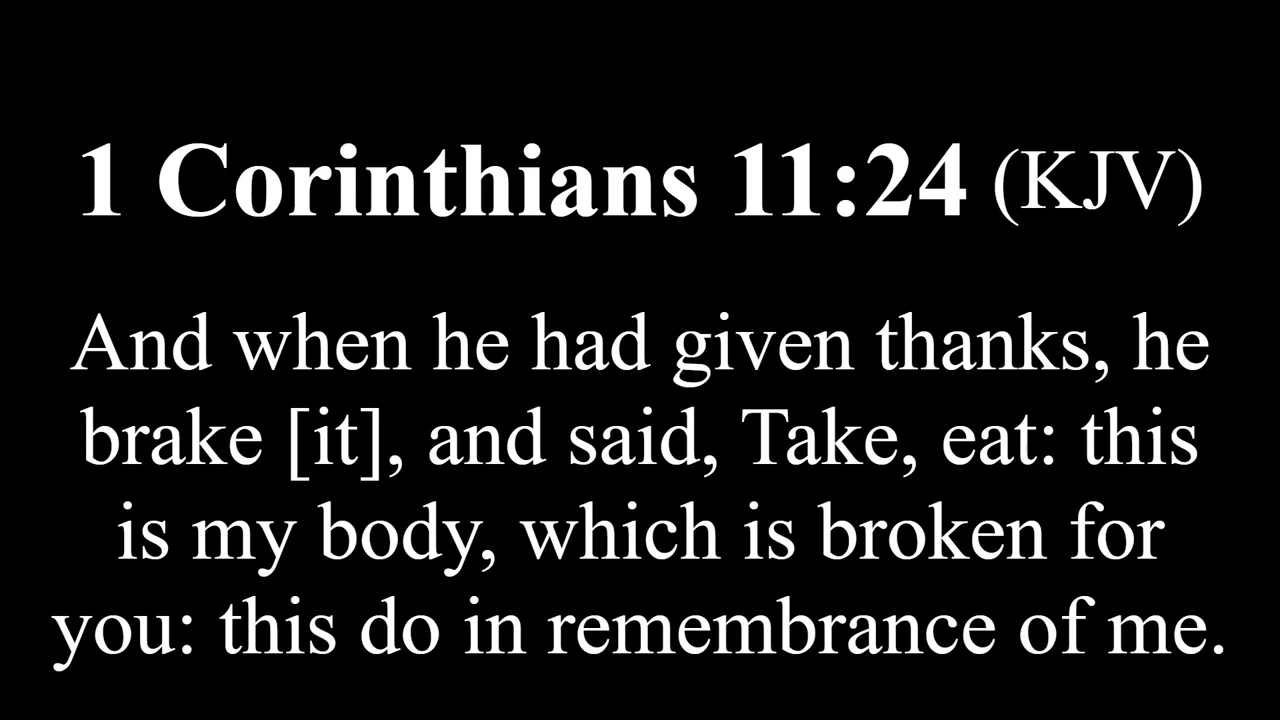 1 Corinthians 11:24 (KJV)
And when he had given thanks, he
brake [it], and said, Take, eat: this
is my body, which is broken for
you: this do in remembrance of me.